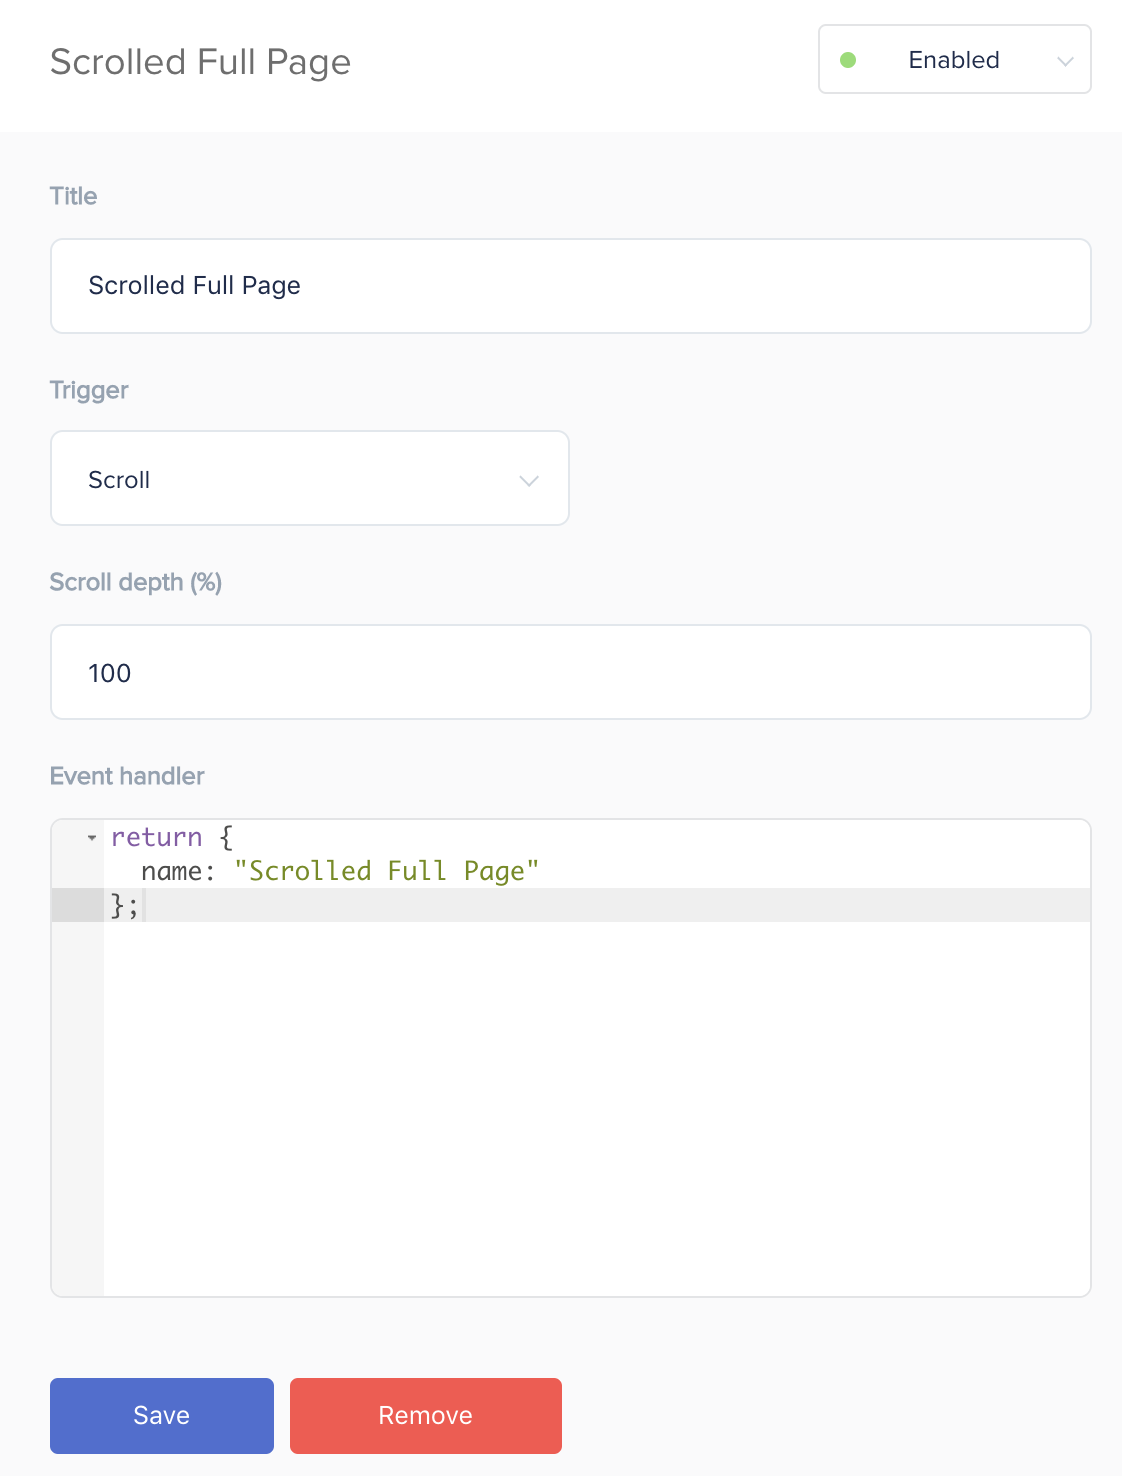 Scrolled Full Page
Enabled
Title
Scrolled Full Page
Trigger
Scroll
Scroll depth (%)
100
Event handler
return {
  name: "Scrolled Full Page"
};
Save
Remove